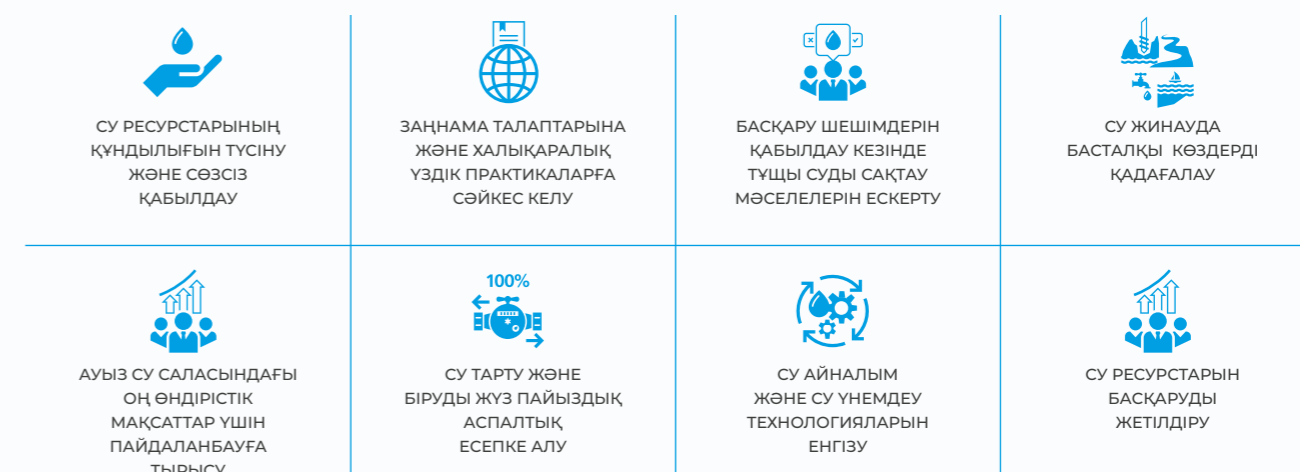 СУ РЕСУРСТАРЫНЫҢ
ҚҰНДЫЛЫҒЫН ТҮСІНУ
ЖӘНЕ СӨЗСІЗ
ҚАБЫЛДАУ
ЗАҢНАМА ТАЛАПТАРЫНА
ЖӘНЕ ХАЛЫҚАРАЛЫҚ
ҮЗДІК ПРАКТИКАЛАРҒА
СӘЙКЕС КЕЛУ
БАСҚАРУ ШЕШІМДЕРІН
ҚАБЫЛДАУ КЕЗІНДЕ
ТҰЩЫ СУДЫ САҚТАУ
МӘСЕЛЕЛЕРІН ЕСКЕРТУ
СУ ЖИНАУДА
БАСТАЛҚЫ КӨЗДЕРДІ
ҚАДАҒАЛАУ
АУЫЗ СУ САЛАСЫНДАҒЫ
ОҢ ӨНДІРІСТІК
МАҚСАТТАР ҮШІН
ПАЙДАЛАНБАУҒА
ТЫРЫСУ
100%
СУ ТАРТУ ЖӘНЕ
БІРУДЫ ЖҮЗ ПАЙЫЗДЫҚ
АСПАЛТЫҚ
ЕСЕПКЕ АЛУ
СУ АЙНАЛЫМ
ЖӘНЕ СУ ҮНЕМДЕУ
ТЕХНОЛОГИЯЛАРЫН
ЕНГІЗУ
СУ РЕСУРСТАРЫН
БАСҚАРУДЫ
ЖЕТІЛДІРУ